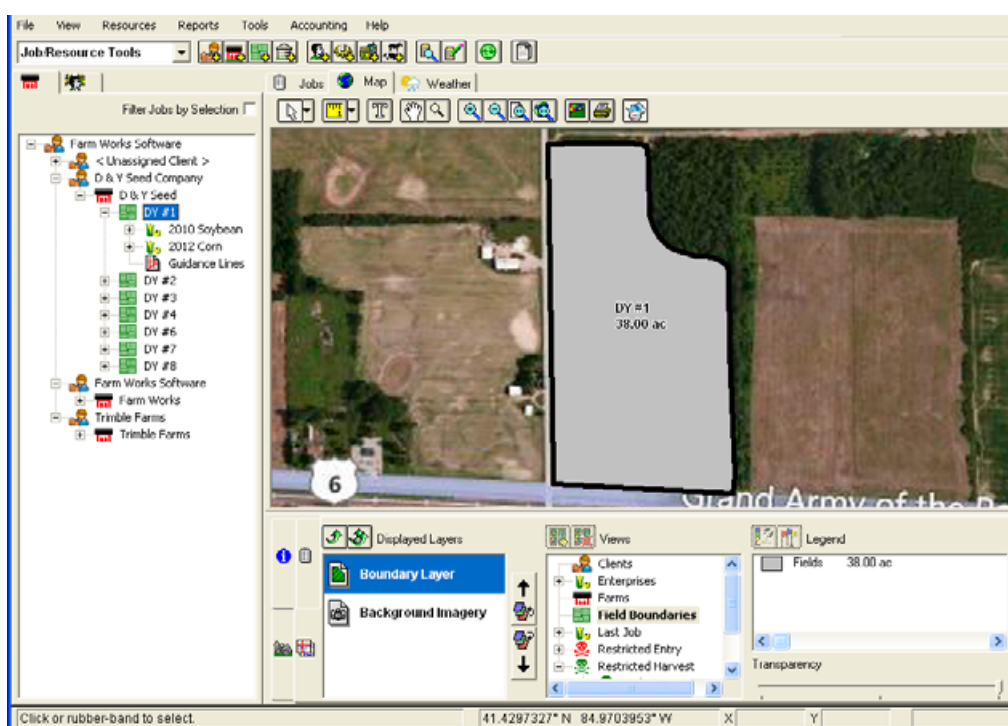 File View Resources Reports Tools Accounting Help
Job/Resource Tools
Jobs Map Weather
Filter Jobs by Selection
Farm Works Software
< Unassigned Client >
D & Y Seed Company
D & Y Seed
DY #1
2010 Soybean
2012 Corn
Guidance Lines
DY #2
DY #3
DY #4
DY #6
DY #7
DY #8
Farm Works Software
Farm Works
Trimble Farms
Trimble Farms
DY #1
38.00 ac
6
Grand Army of the
Displayed Layers
Boundary Layer
Background Imagery
Views
Clients
Enterprises
Farms
Field Boundaries
Last Job
Restricted Entry
Restricted Harvest
Legend
Fields 38.00 ac
Transparency
Click or rubber-band to select.
41.4297327° N 84.9703953° W X Y